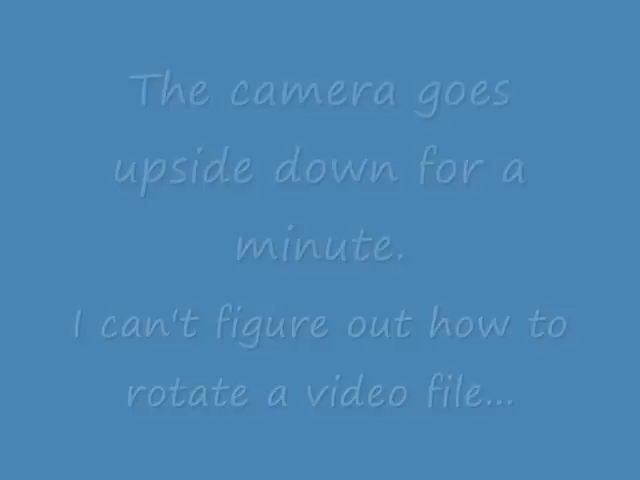 The camera goes
upside down for a
minute.
I can't figure out how to
rotate a video file...